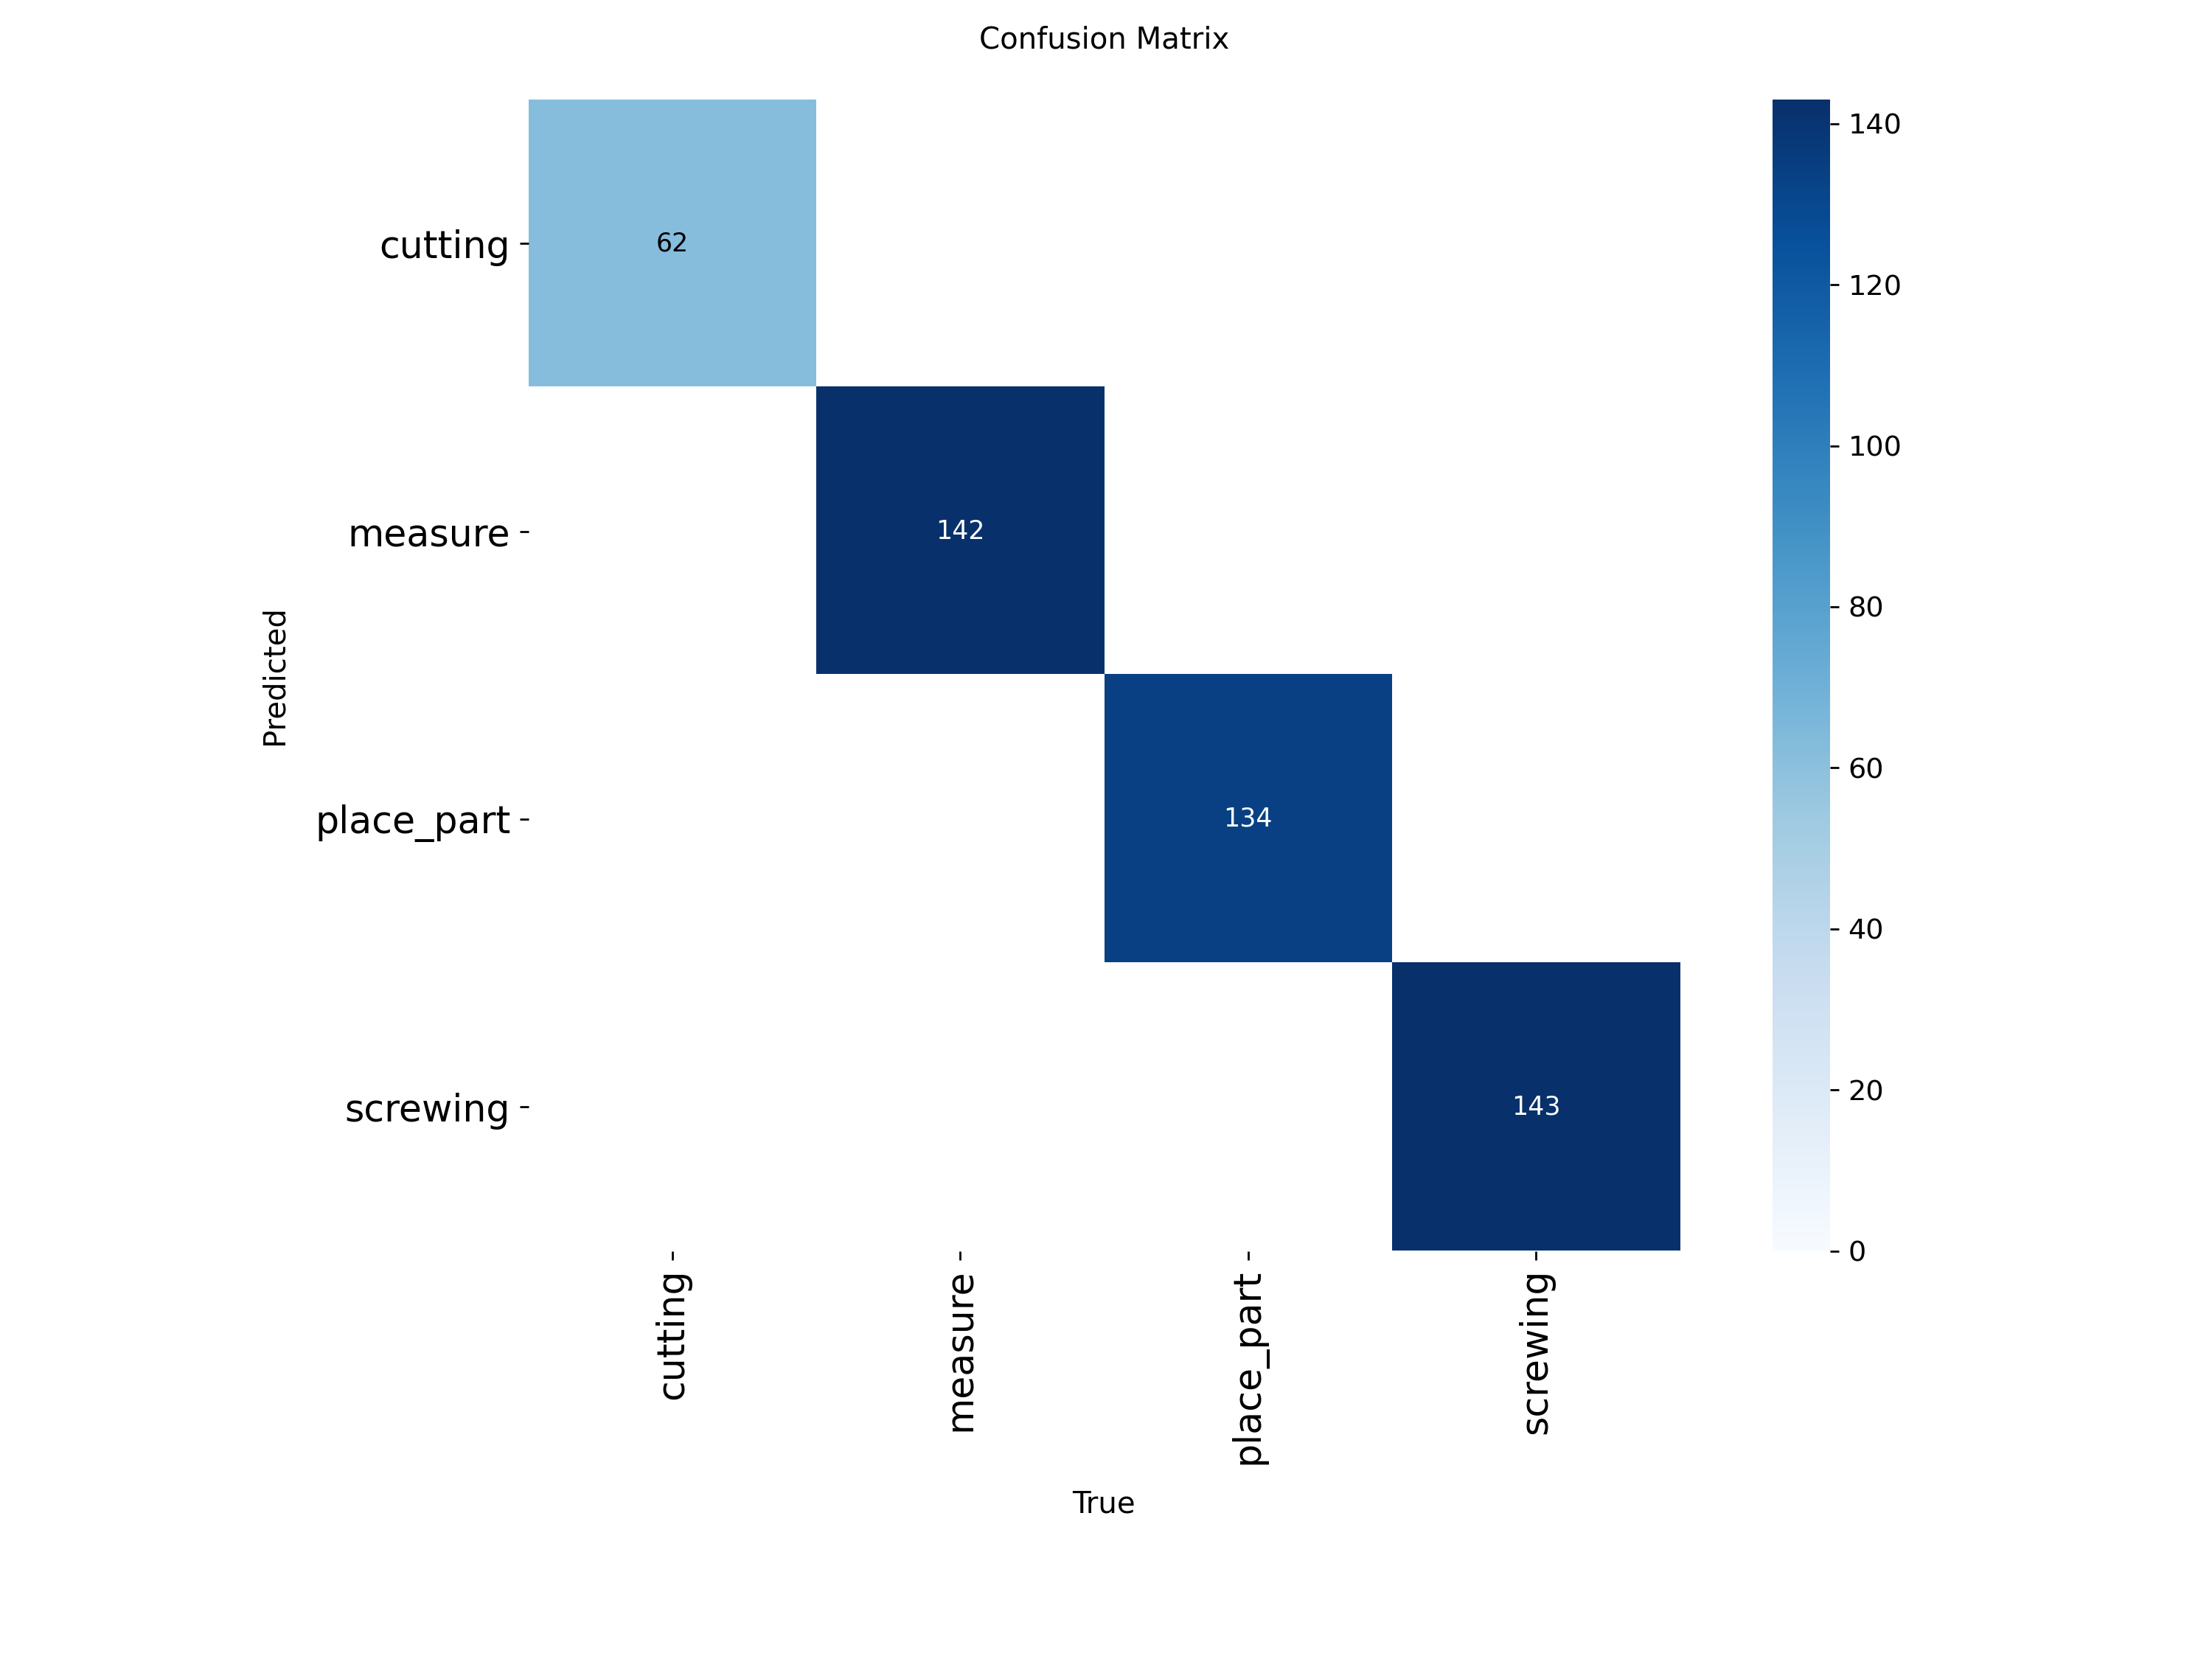 Confusion Matrix
cutting
62
measure
142
place_part
134
screwing
143
Predicted
cutting
measure
place_part
screwing
True
140
120
100
80
60
40
20
0